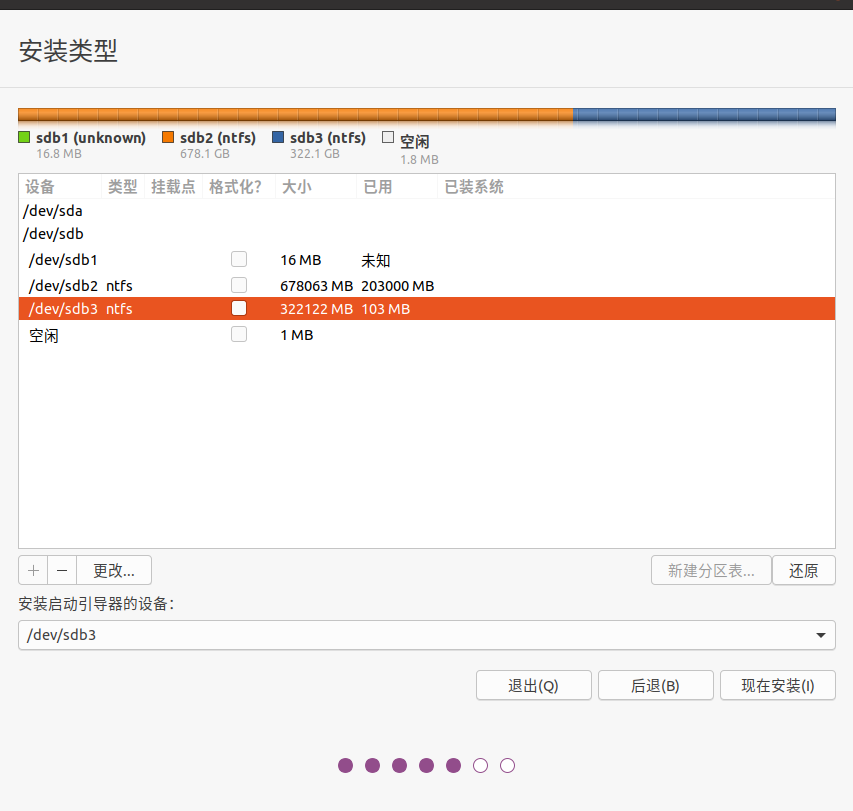 安装类型
sdb1 (unknown) sdb2 (ntfs) sdb3 (ntfs) 空闲
16.8 MB 678.1 GB 322.1 GB 1.8 MB
设备 类型 挂载点 格式化? 大小 已用 已装系统
/dev/sda
/dev/sdb
/dev/sdb1 16 MB 未知
/dev/sdb2 ntfs 678063 MB 203000 MB
/dev/sdb3 ntfs 322122 MB 103 MB
空闲 1 MB
+ − 更改... 新建分区表... 还原
安装启动引导器的设备:
/dev/sdb3
退出(Q) 后退(B) 现在安装(I)